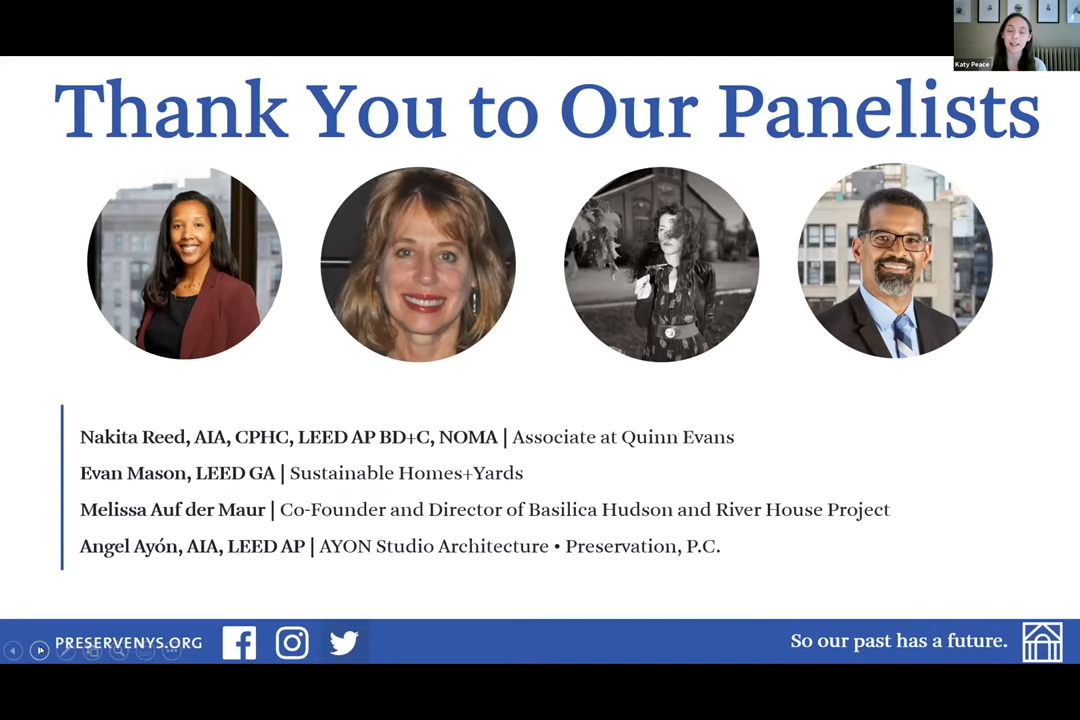 Katy Peace
Thank You to Our Panelists
Nakita Reed, AIA, CPHC, LEED AP BD+C, NOMA | Associate at Quinn Evans
Evan Mason, LEED GA | Sustainable Homes+Yards
Melissa Auf der Maur | Co-Founder and Director of Basilica Hudson and River House Project
Angel Ayón, AIA, LEED AP | AYON Studio Architecture • Preservation, P.C.
PRESERVENYS.ORG
So our past has a future.